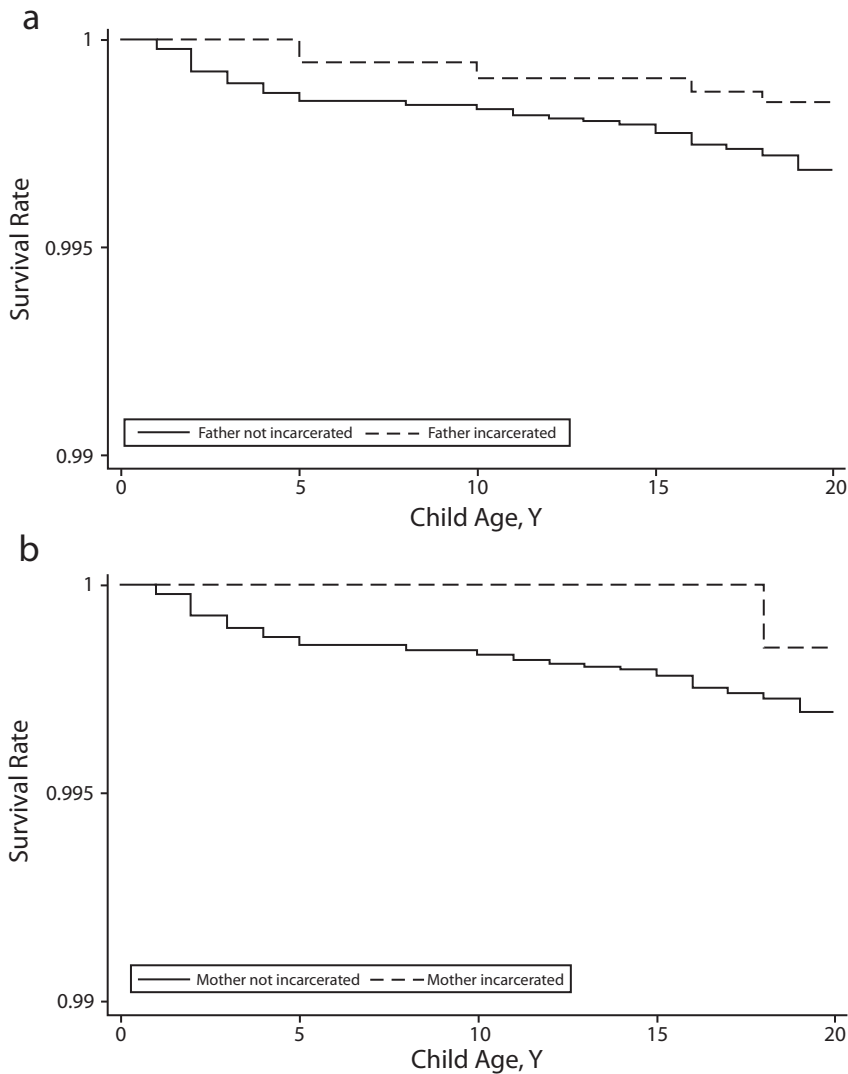 a
1
0.995
0.99
Survival Rate
Father not incarcerated Father incarcerated
0 5 10 15 20
Child Age, Y
b
1
0.995
0.99
Survival Rate
Mother not incarcerated Mother incarcerated
0 5 10 15 20
Child Age, Y